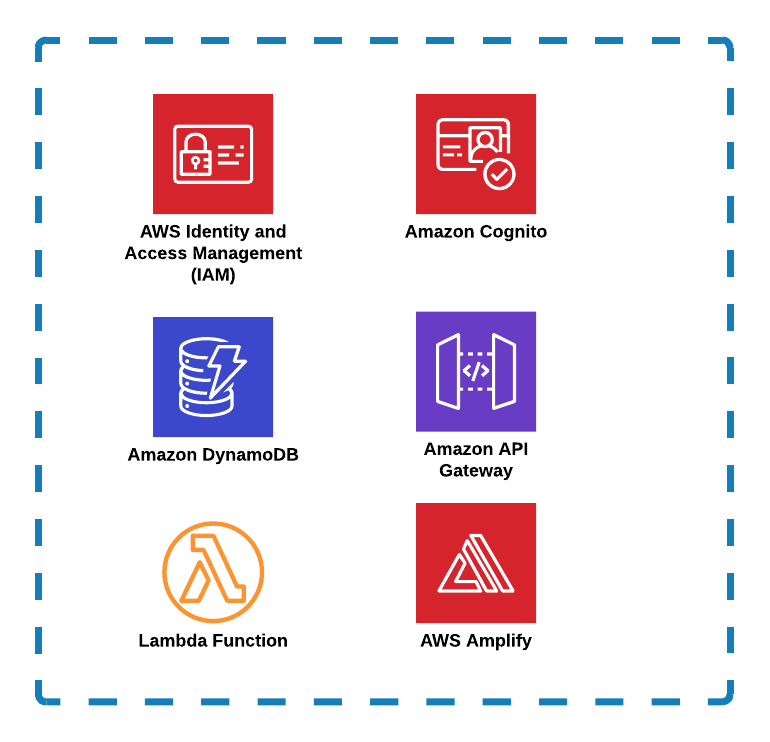 AWS Identity and
Access Management
(IAM)
Amazon Cognito
Amazon DynamoDB
Amazon API
Gateway
Lambda Function
AWS Amplify